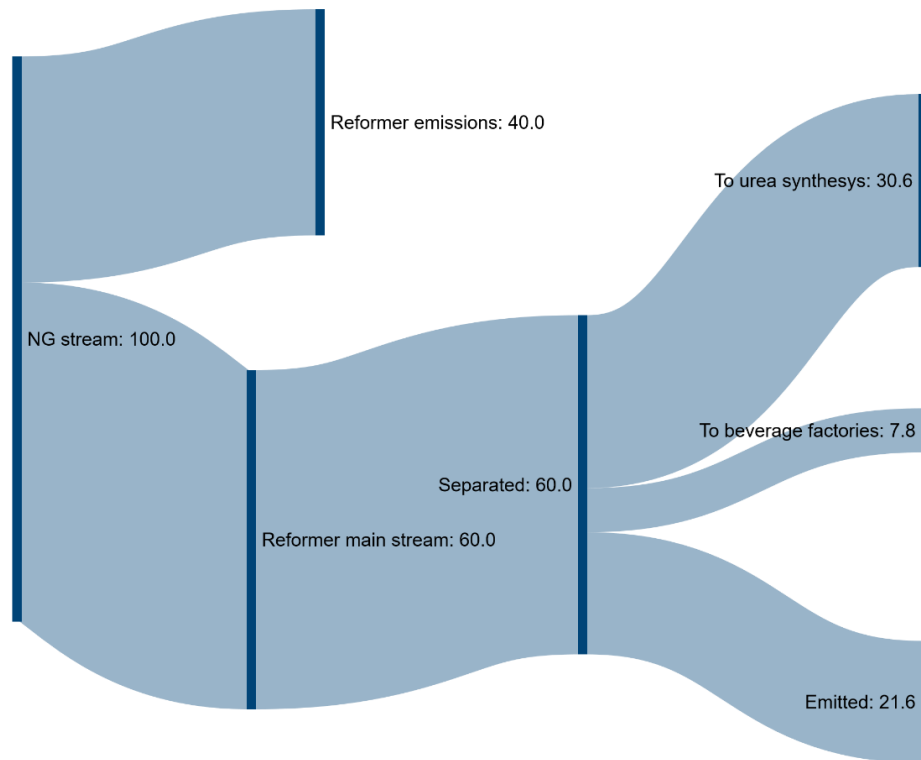 Reformer emissions: 40.0
To urea synthesys: 30.6
NG stream: 100.0
To beverage factories: 7.8
Separated: 60.0
Reformer main stream: 60.0
Emitted: 21.6